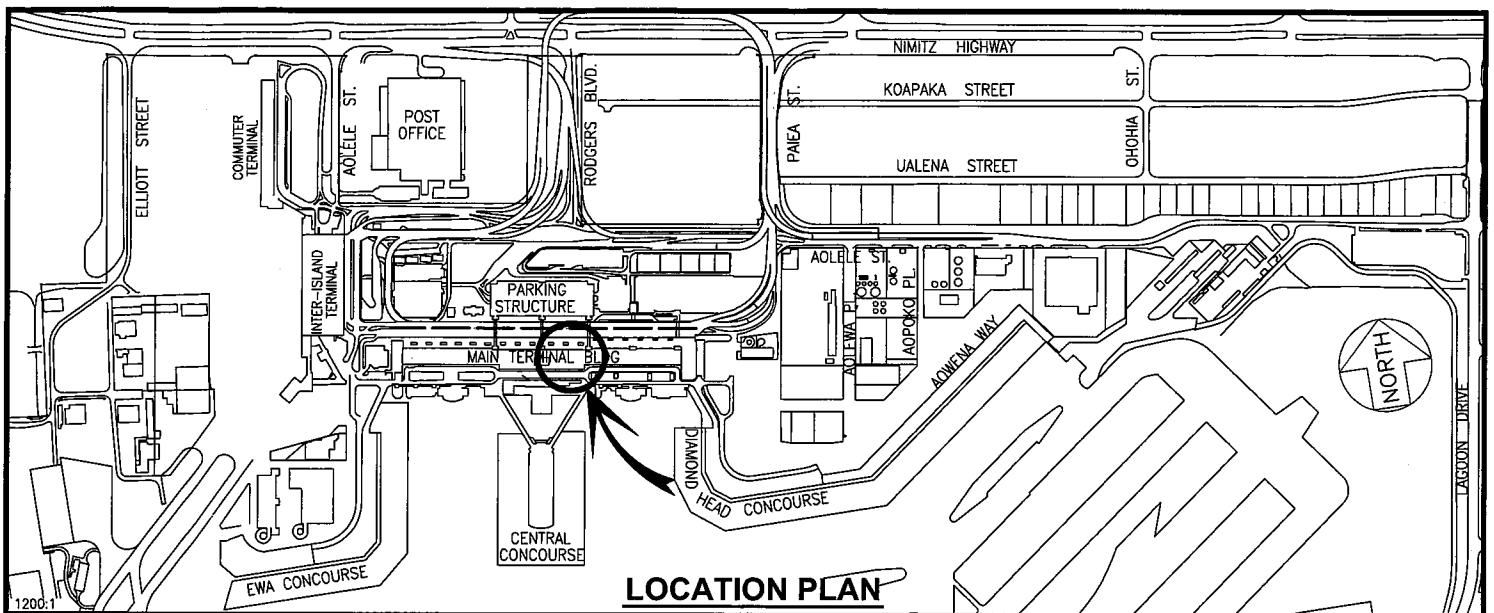 NIMITZ HIGHWAY
KOAPAKA STREET
UALENA STREET
ELLIOTT STREET
COMMUTER
TERMINAL
AOLELE ST.
POST
OFFICE
RODGERS BLVD.
PAIEA ST.
OHOHIA ST.
INTER-ISLAND
TERMINAL
PARKING
STRUCTURE
MAIN TERMINAL BLDG
AOLELE ST.
AOLEWA PL.
AOPOKO PL.
AOWENA WAY
NORTH
LAGOON DRIVE
DIAMOND
HEAD CONCOURSE
CENTRAL
CONCOURSE
EWA CONCOURSE
LOCATION PLAN
1200:1